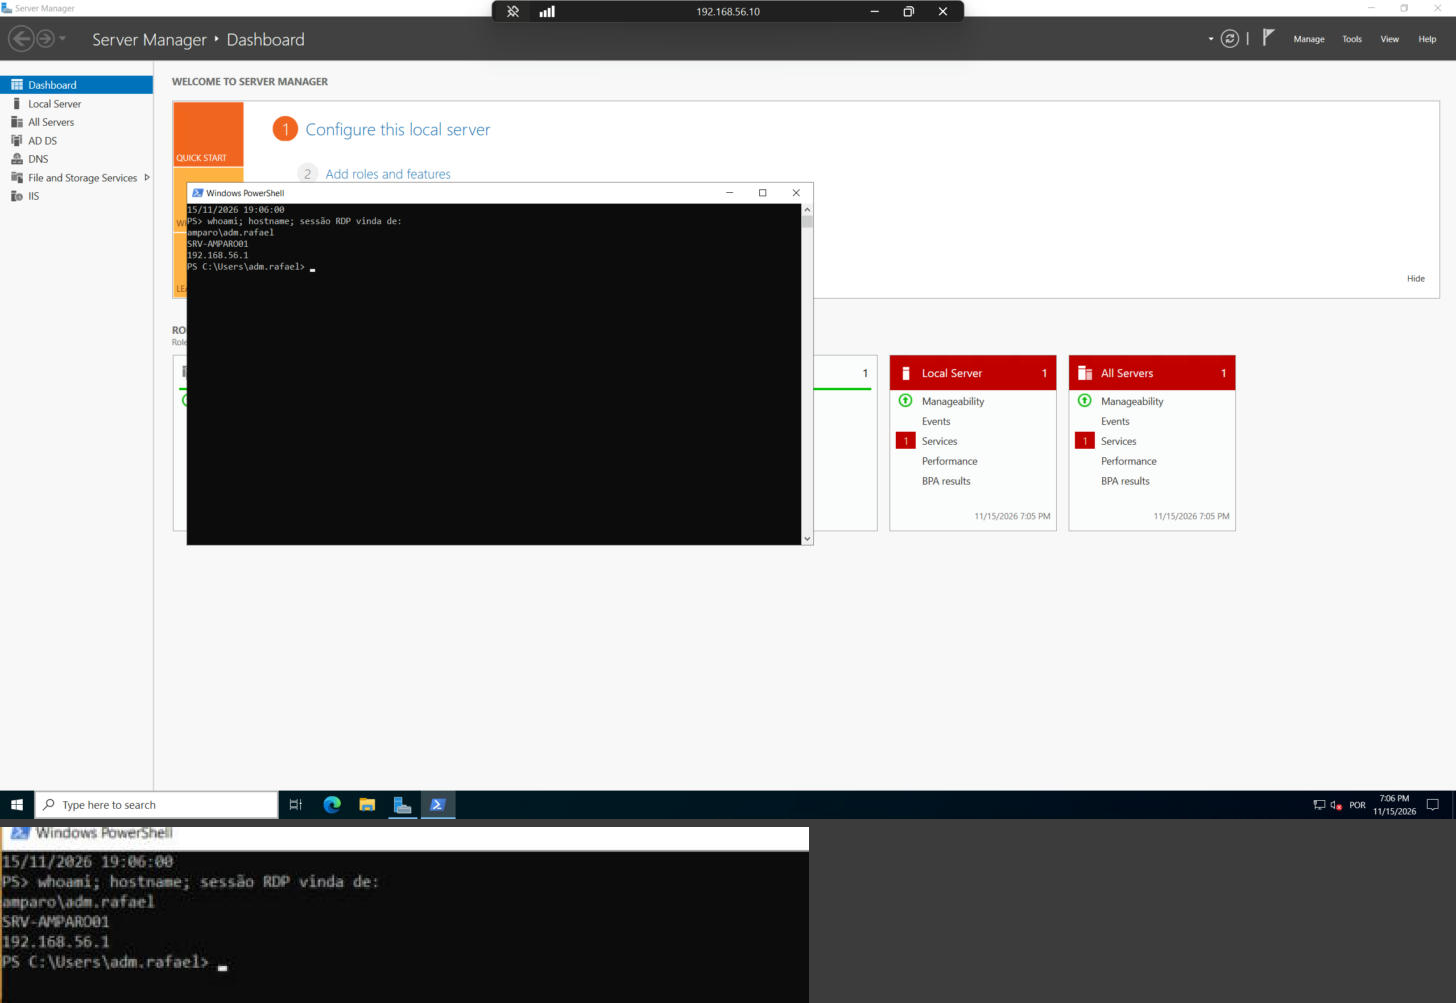 Server Manager
192.168.56.10
Server Manager • Dashboard
Manage Tools View Help
Dashboard
Local Server
All Servers
AD DS
DNS
File and Storage Services
IIS
WELCOME TO SERVER MANAGER
QUICK START
1 Configure this local server
2 Add roles and features
Hide
Windows PowerShell
15/11/2026 19:06:00
PS> whoami; hostname; sessão RDP vinda de:
amparo\adm.rafael
SRV-AMPARO01
192.168.56.1
PS C:\Users\adm.rafael>
W
LE
RO
Role
1
Local Server 1
Manageability
Events
1 Services
Performance
BPA results
11/15/2026 7:05 PM
All Servers 1
Manageability
Events
1 Services
Performance
BPA results
11/15/2026 7:05 PM
Type here to search
POR
7:06 PM
11/15/2026
Windows PowerShell
15/11/2026 19:06:00
PS> whoami; hostname; sessão RDP vinda de:
amparo\adm.rafael
SRV-AMPARO01
192.168.56.1
PS C:\Users\adm.rafael>